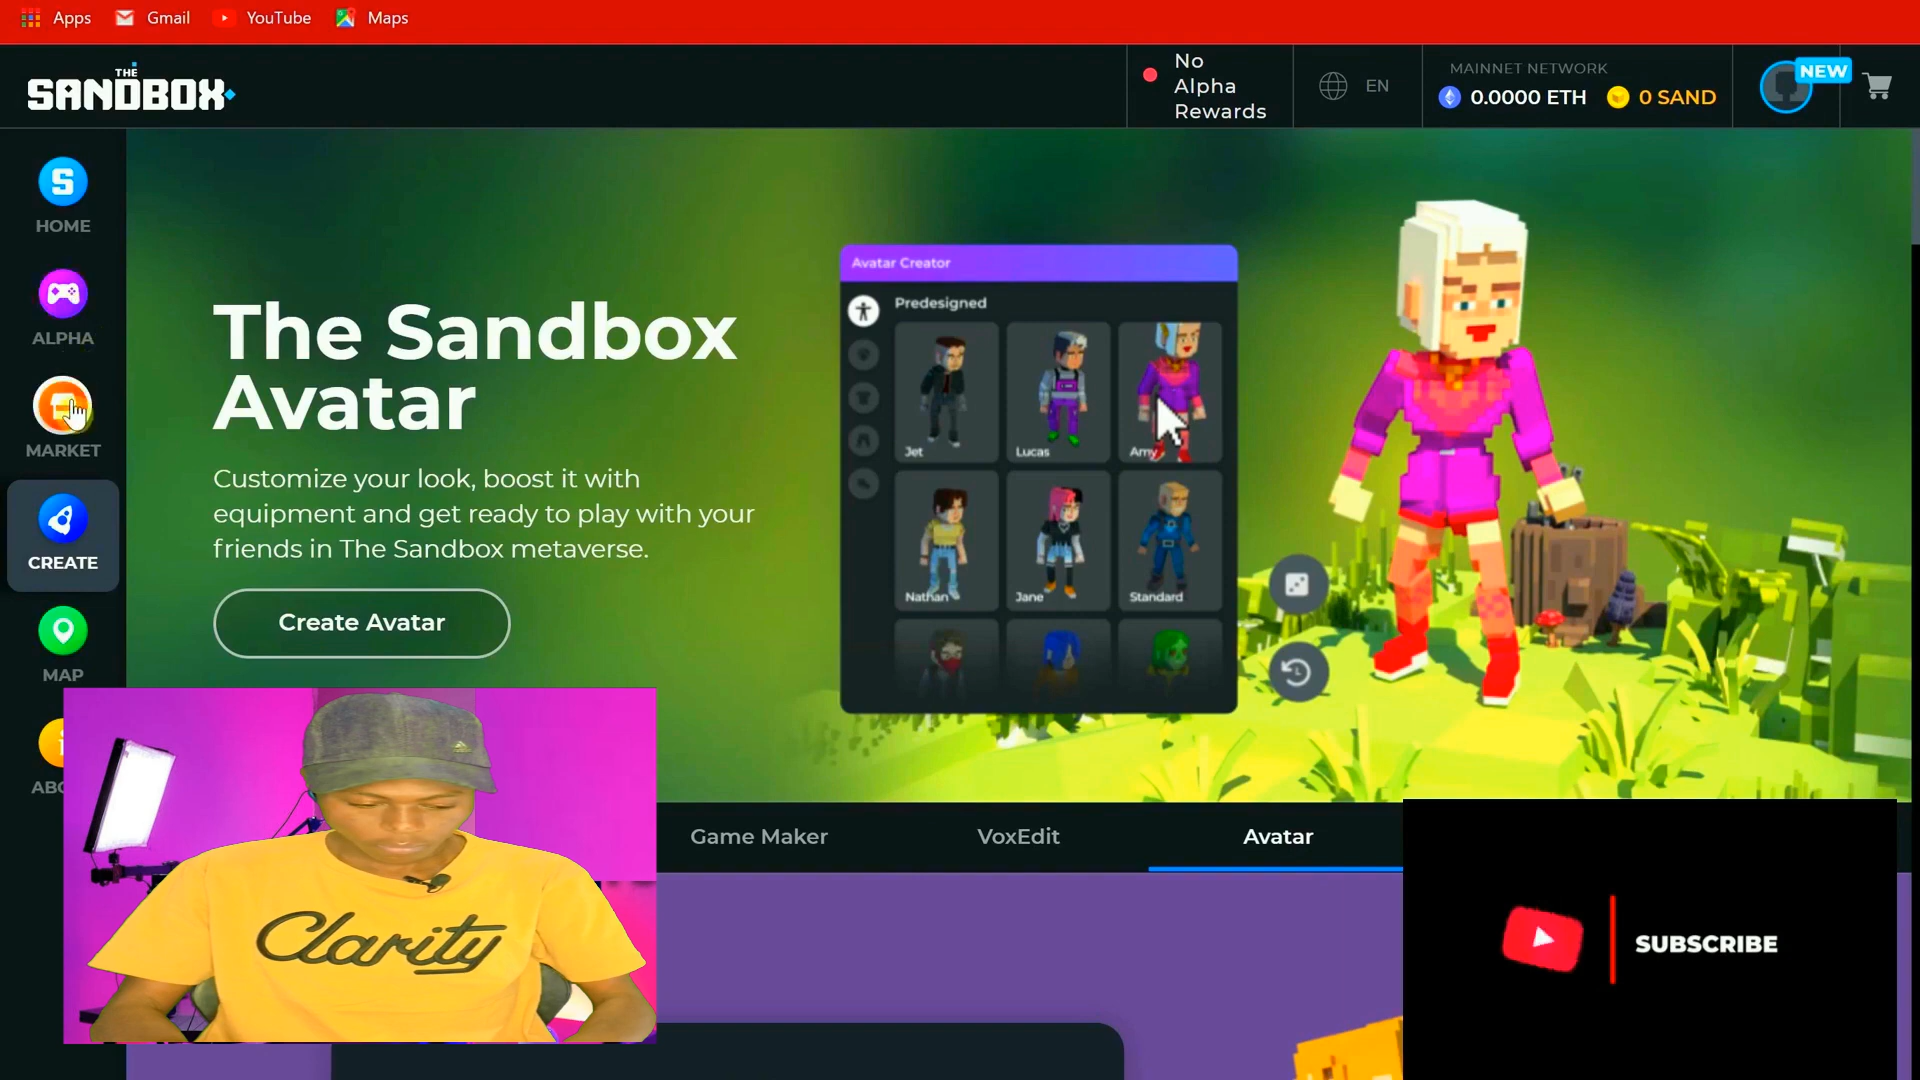 Apps
Gmail
YouTube
Maps
THE
SANDBOX
No
Alpha
Rewards
EN
MAINNET NETWORK
0.0000 ETH
0 SAND
NEW
S
HOME
ALPHA
MARKET
CREATE
MAP
The Sandbox
Avatar
Customize your look, boost it with
equipment and get ready to play with your
friends in The Sandbox metaverse.
Create Avatar
Avatar Creator
Predesigned
Jet
Lucas
Amy
Nathan
Jane
Standard
Game Maker
VoxEdit
Avatar
Clarity
SUBSCRIBE